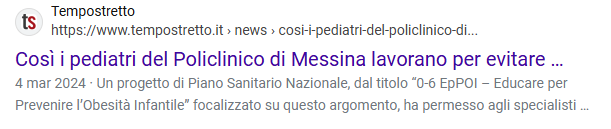 ts
Tempostretto
https://www.tempostretto.it › news › cosi-i-pediatri-del-policlinico-di...
Così i pediatri del Policlinico di Messina lavorano per evitare ...
4 mar 2024 · Un progetto di Piano Sanitario Nazionale, dal titolo “0-6 EpPOI – Educare per
Prevenire l’Obesità Infantile” focalizzato su questo argomento, ha permesso agli specialisti ...